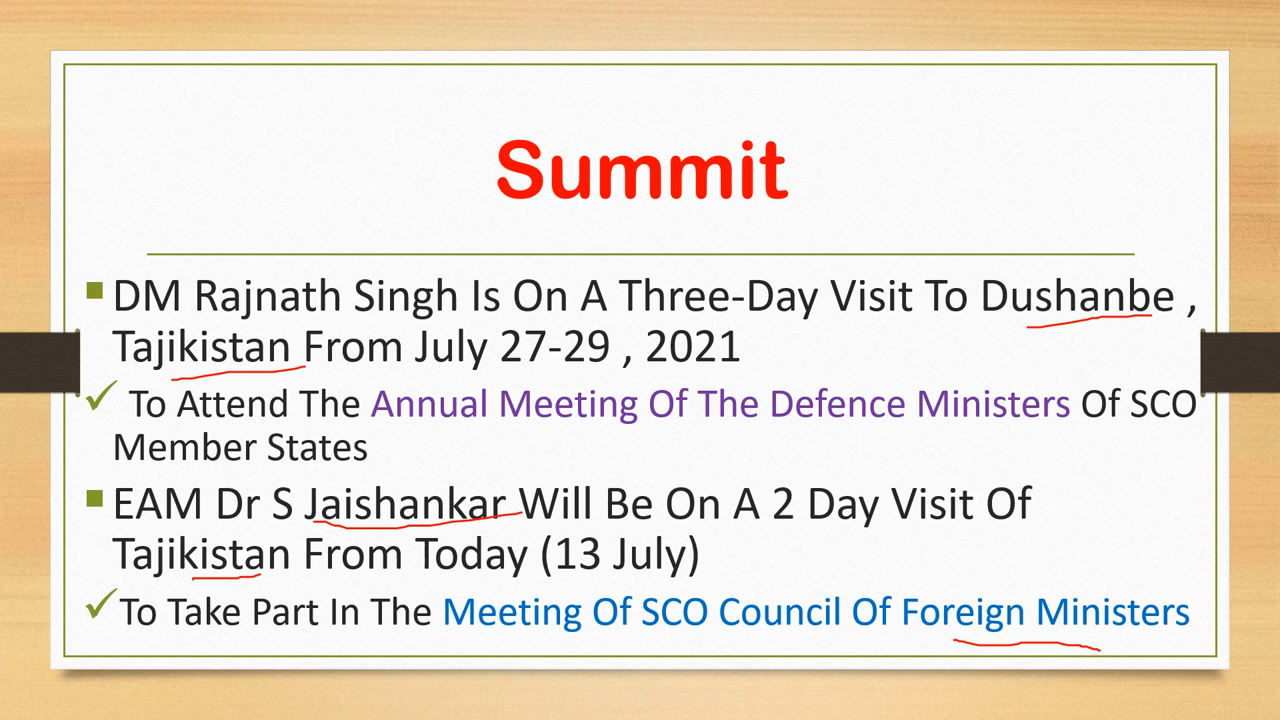 Summit
DM Rajnath Singh Is On A Three-Day Visit To Dushanbe ,
Tajikistan From July 27-29 , 2021
To Attend The Annual Meeting Of The Defence Ministers Of SCO
Member States
EAM Dr S Jaishankar Will Be On A 2 Day Visit Of
Tajikistan From Today (13 July)
To Take Part In The Meeting Of SCO Council Of Foreign Ministers